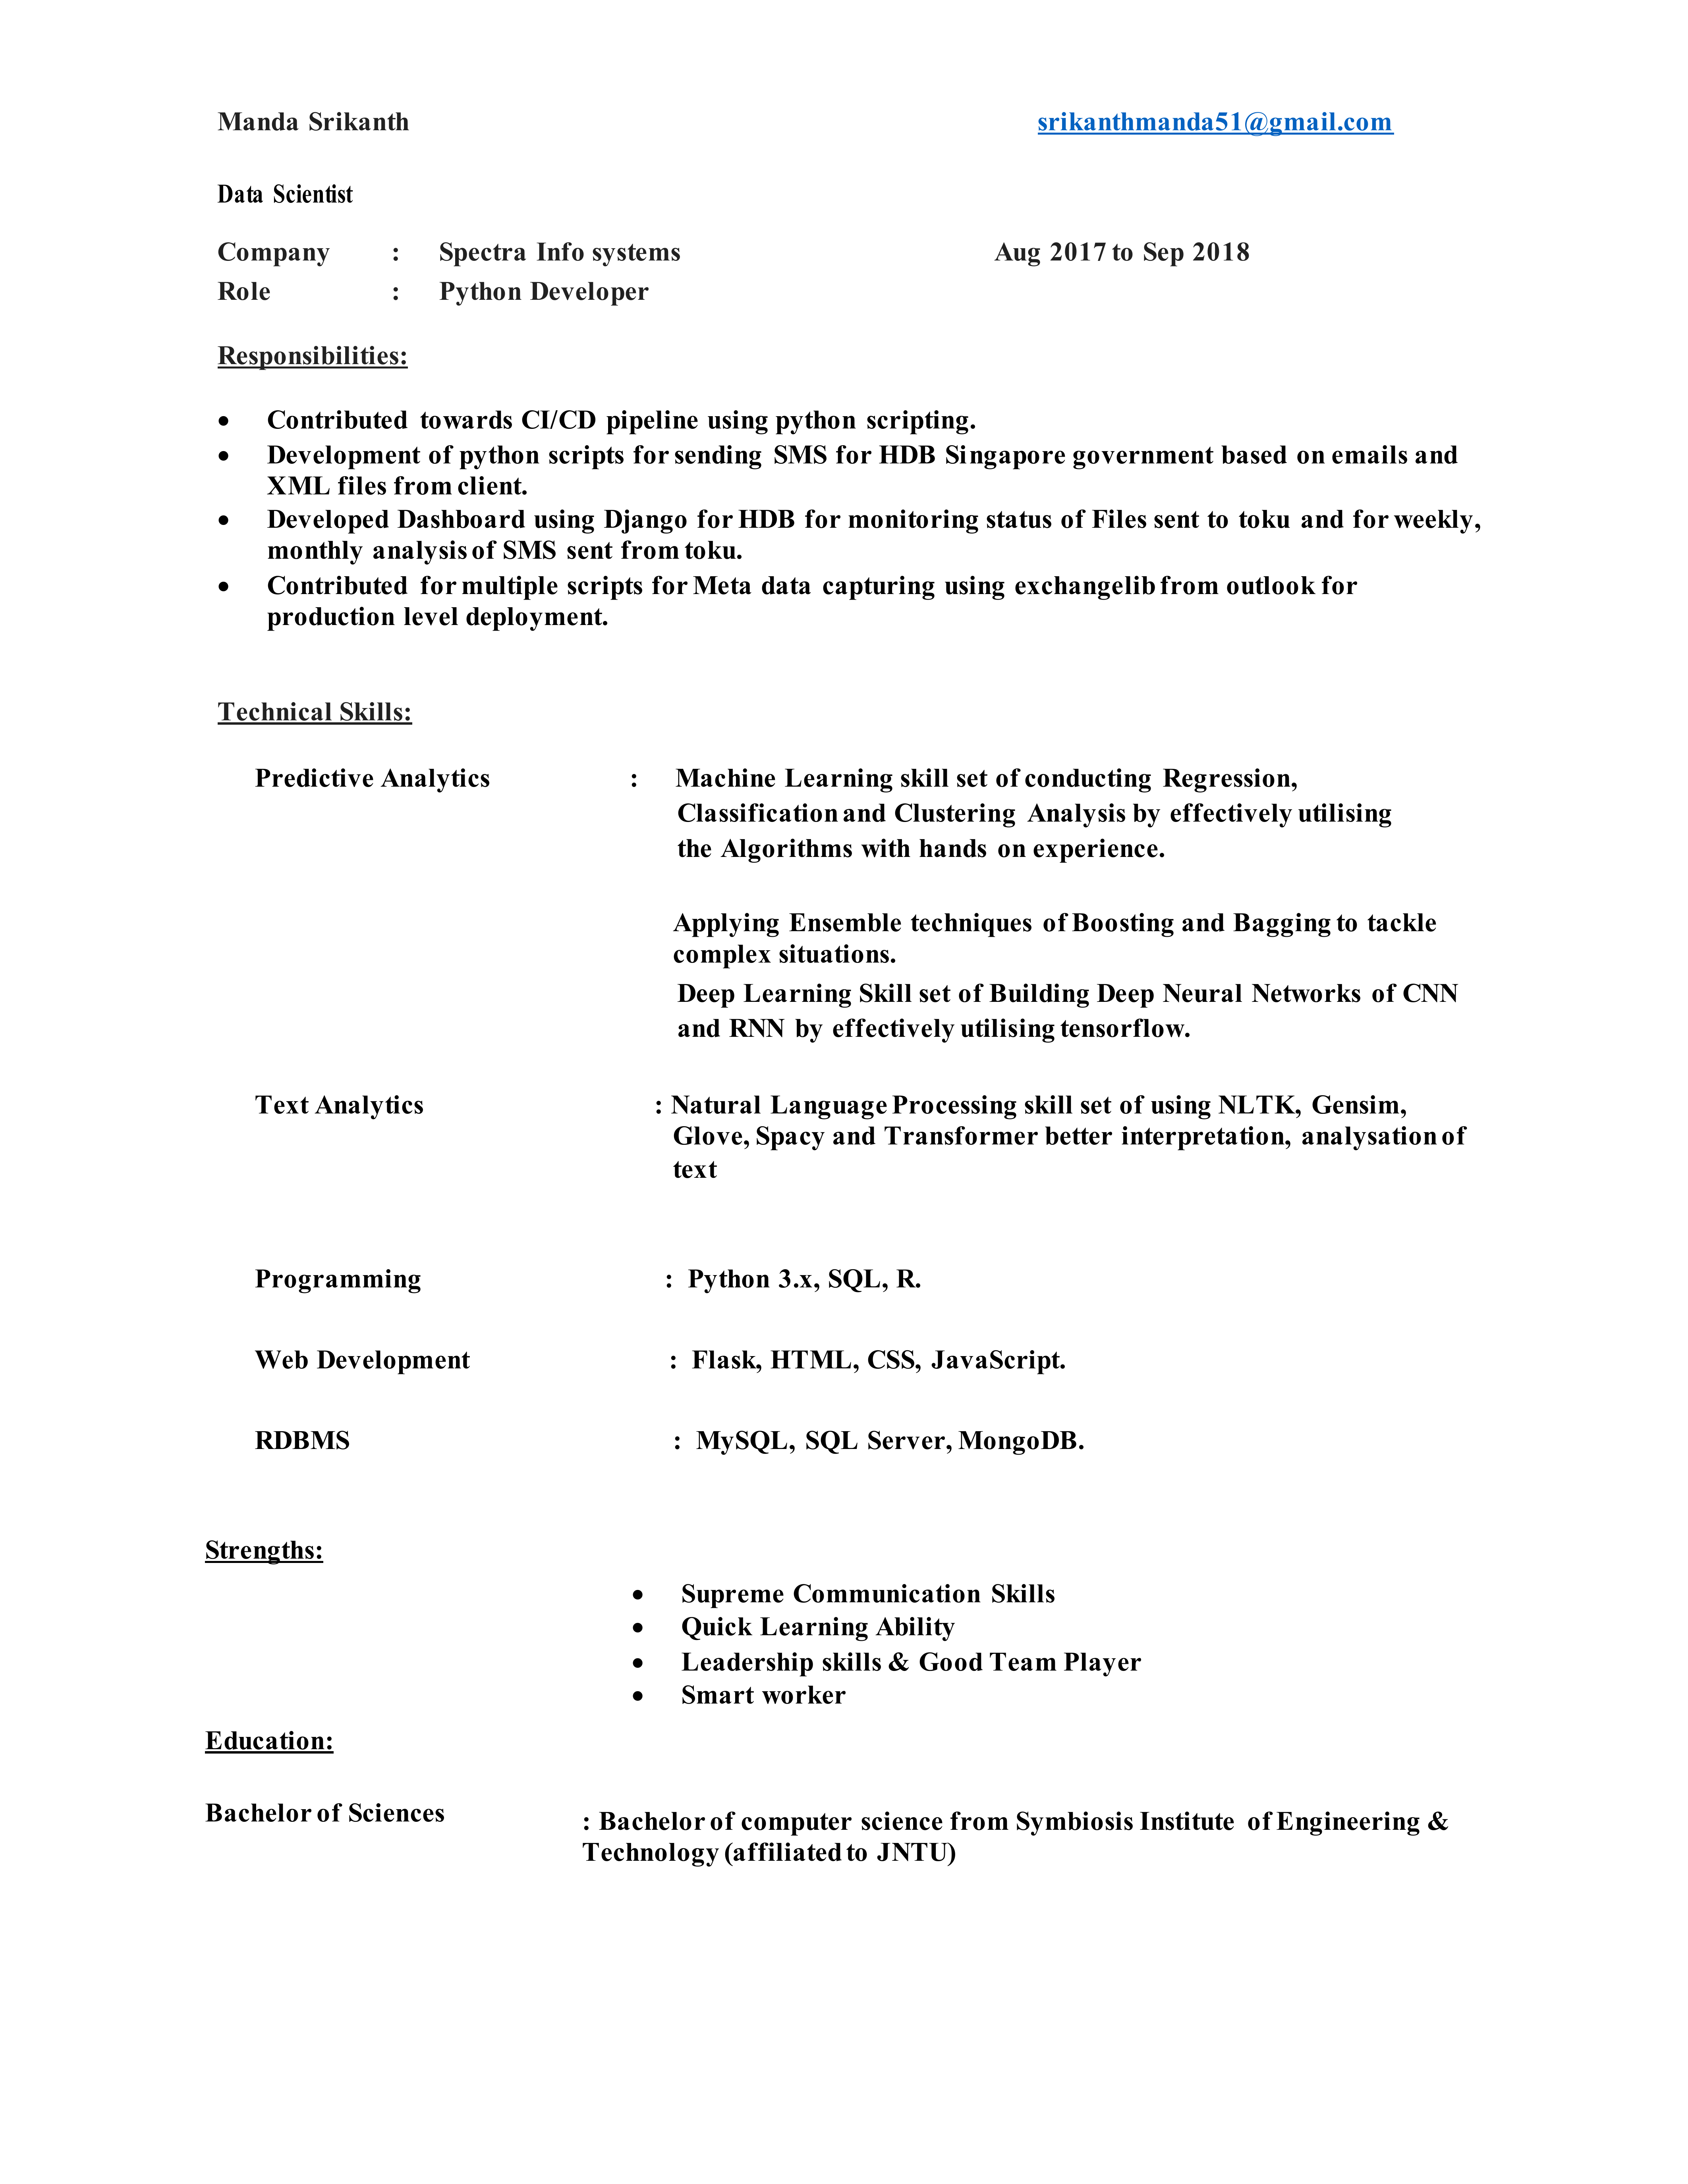 Manda Srikanth srikanthmanda51@gmail.com
Data Scientist
Company : Spectra Info systems Aug 2017 to Sep 2018
Role : Python Developer
Responsibilities:
• Contributed towards CI/CD pipeline using python scripting.
• Development of python scripts for sending SMS for HDB Singapore government based on emails and
XML files from client.
• Developed Dashboard using Django for HDB for monitoring status of Files sent to toku and for weekly,
monthly analysis of SMS sent from toku.
• Contributed for multiple scripts for Meta data capturing using exchangelib from outlook for
production level deployment.
Technical Skills:
Predictive Analytics : Machine Learning skill set of conducting Regression,
Classification and Clustering Analysis by effectively utilising
the Algorithms with hands on experience.
Applying Ensemble techniques of Boosting and Bagging to tackle
complex situations.
Deep Learning Skill set of Building Deep Neural Networks of CNN
and RNN by effectively utilising tensorflow.
Text Analytics : Natural Language Processing skill set of using NLTK, Gensim,
Glove, Spacy and Transformer better interpretation, analysation of
text
Programming : Python 3.x, SQL, R.
Web Development : Flask, HTML, CSS, JavaScript.
RDBMS : MySQL, SQL Server, MongoDB.
Strengths:
• Supreme Communication Skills
• Quick Learning Ability
• Leadership skills & Good Team Player
• Smart worker
Education:
Bachelor of Sciences : Bachelor of computer science from Symbiosis Institute of Engineering &
Technology (affiliated to JNTU)